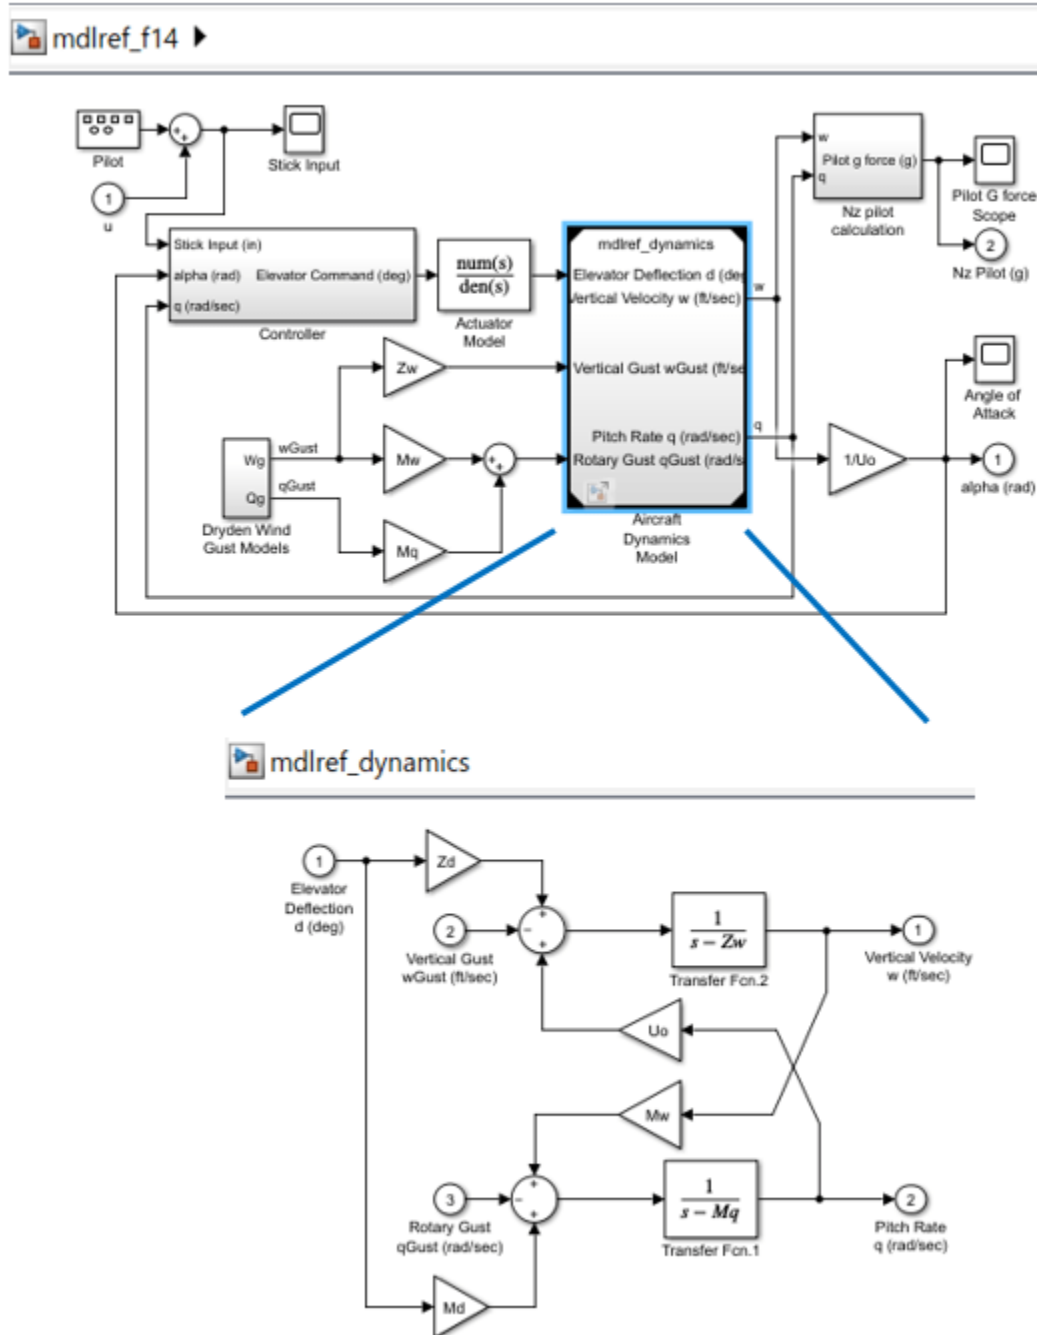 mdlref_f14
Pilot
Stick Input
1
u
w
Pilot g force (g)
q
Nz pilot
calculation
Pilot G force
Scope
2
Nz Pilot (g)
Stick Input (in)
alpha (rad)
Elevator Command (deg)
q (rad/sec)
Controller
num(s)
den(s)
Actuator
Model
mdlref_dynamics
Elevator Deflection d (deg
Vertical Velocity w (ft/sec)
w
Vertical Gust wGust (ft/se
Pitch Rate q (rad/sec)
q
Rotary Gust qGust (rad/s
Aircraft
Dynamics
Model
Zw
Mw
Mq
Wg
wGust
Qg
qGust
Dryden Wind
Gust Models
Angle of
Attack
1/Uo
1
alpha (rad)
mdlref_dynamics
1
Elevator
Deflection
d (deg)
Zd
2
Vertical Gust
wGust (ft/sec)
1
s − Zw
Transfer Fcn.2
1
Vertical Velocity
w (ft/sec)
Uo
Mw
3
Rotary Gust
qGust (rad/sec)
1
s − Mq
Transfer Fcn.1
2
Pitch Rate
q (rad/sec)
Md